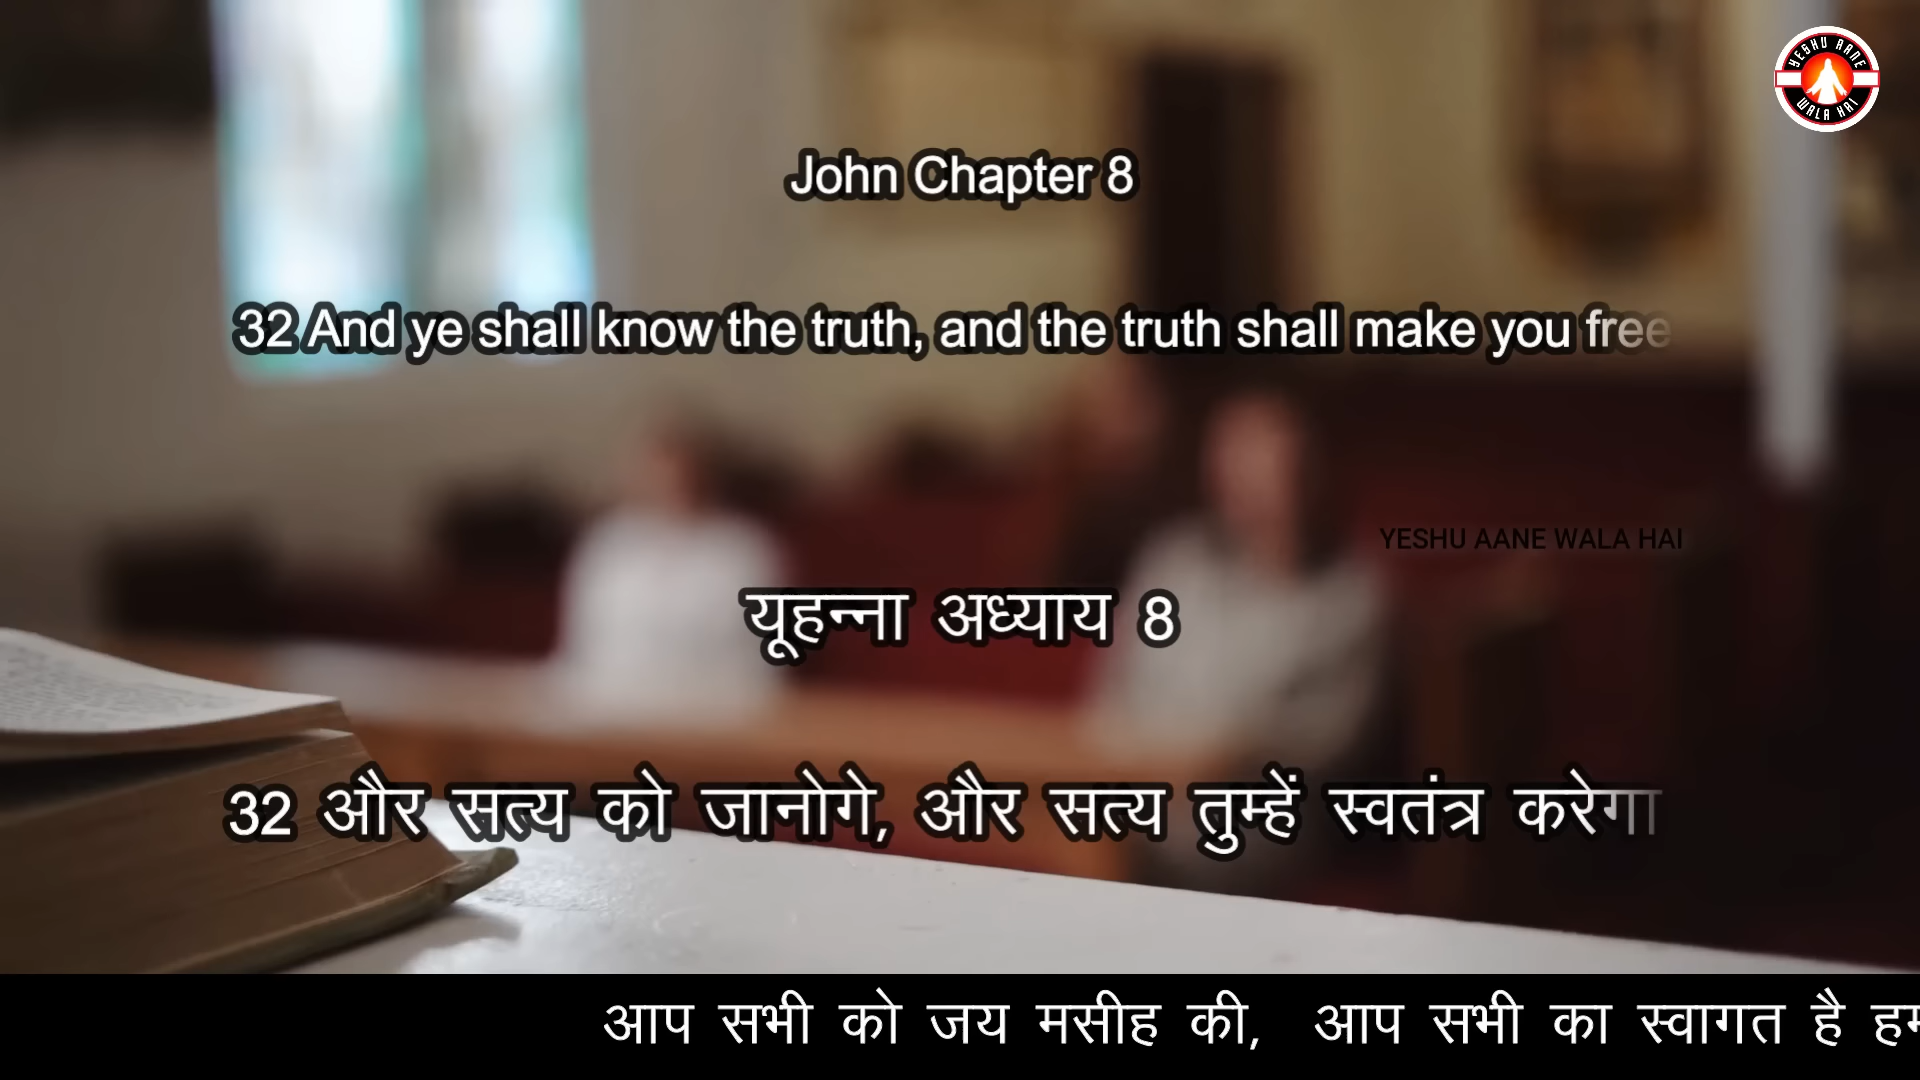 YESHU AANE
WALA HAI
John Chapter 8
32 And ye shall know the truth, and the truth shall make you free
YESHU AANE WALA HAI
यूहन्ना अध्याय 8
32 और सत्य को जानोगे, और सत्य तुम्हें स्वतंत्र करेगा
आप सभी को जय मसीह की, आप सभी का स्वागत है